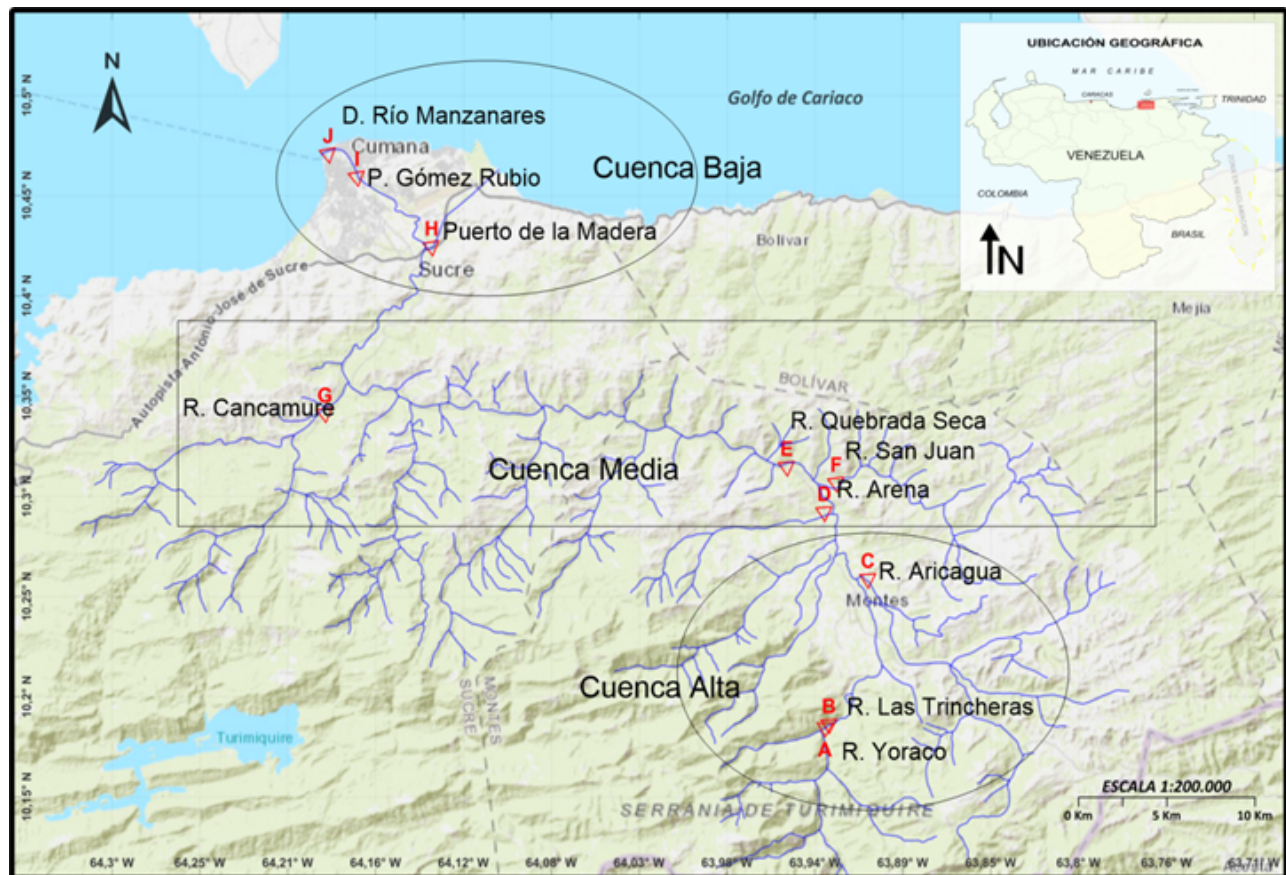 N
10,5° N
10,45° N
10,4° N
10,35° N
10,3° N
10,25° N
10,2° N
10,15° N
D. Río Manzanares
J
Cumana
I
P. Gómez Rubio
H
Puerto de la Madera
Sucre
Cuenca Baja
Golfo de Cariaco
Bolívar
Mejía
Autopista Antonio José de Sucre
UBICACIÓN GEOGRÁFICA
MAR CARIBE
CARACAS
TRINIDAD
VENEZUELA
COLOMBIA
BRASIL
ZONA EN RECLAMACIÓN
N
BOLÍVAR
G
R. Cancamure
R. Quebrada Seca
E
R. San Juan
F
R. Arena
D
Cuenca Media
C
R. Aricagua
Montes
Cuenca Alta
B
R. Las Trincheras
A
R. Yoraco
MONTES
SUCRE
Turimiquire
SERRANIA DE TURIMIQUIRE
ESCALA 1:200.000
0 Km
5 Km
10 Km
64,3° W
64,25° W
64,21° W
64,16° W
64,12° W
64,08° W
64,03° W
63,98° W
63,94° W
63,89° W
63,85° W
63,8° W
63,76° W
63,71° W